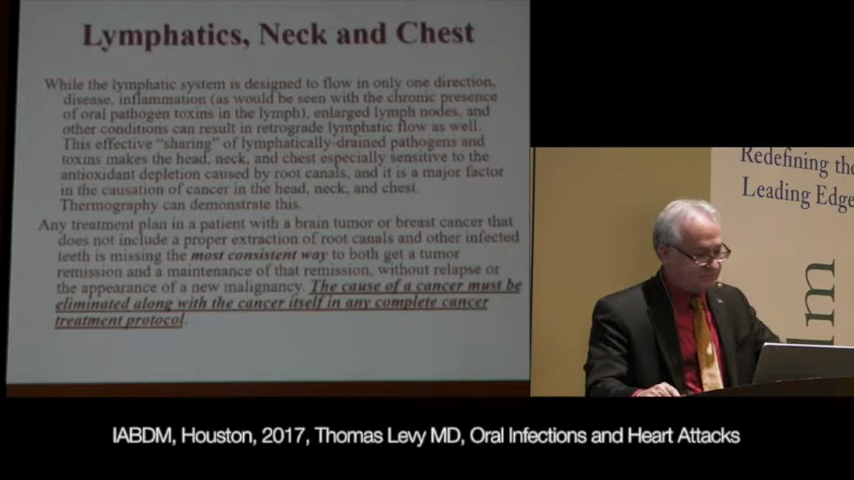 Lymphatics, Neck and Chest
While the lymphatic system is designed to flow in only one direction,
disease, inflammation (as would be seen with the chronic presence
of oral pathogen toxins in the lymph), enlarged lymph nodes, and
other conditions can result in retrograde lymphatic flow as well.
This effective "sharing" of lymphatically-drained pathogens and
toxins makes the head, neck, and chest especially sensitive to the
antioxidant depletion caused by root canals, and it is a major factor
in the causation of cancer in the head, neck, and chest.
Thermography can demonstrate this.
Any treatment plan in a patient with a brain tumor or breast cancer that
does not include a proper extraction of root canals and other infected
teeth is missing the most consistent way to both get a tumor
remission and a maintenance of that remission, without relapse or
the appearance of a new malignancy. The cause of a cancer must be
eliminated along with the cancer itself in any complete cancer
treatment protocol.
Redefining the
Leading Edge
m
IABDM, Houston, 2017, Thomas Levy MD, Oral Infections and Heart Attacks